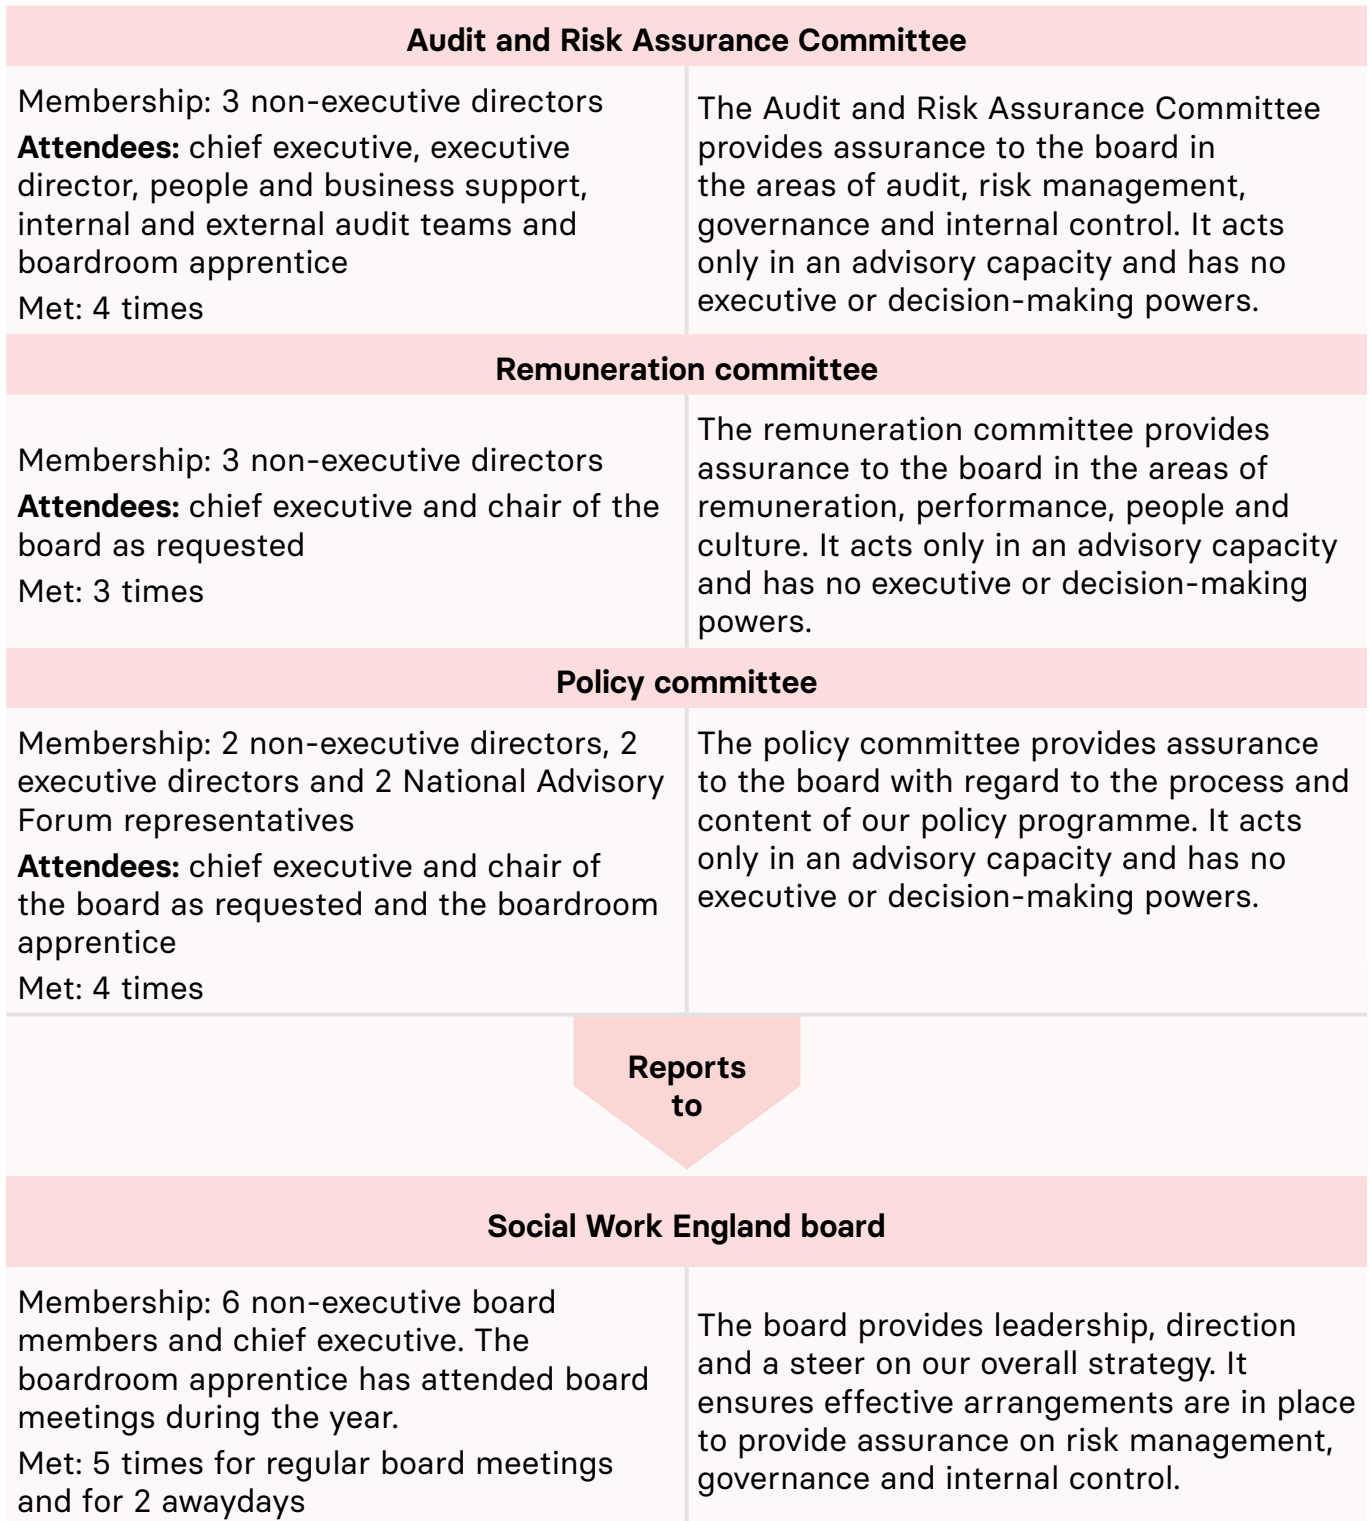 Audit and Risk Assurance Committee
Membership: 3 non-executive directors
Attendees: chief executive, executive
director, people and business support,
internal and external audit teams and
boardroom apprentice
Met: 4 times
The Audit and Risk Assurance Committee
provides assurance to the board in
the areas of audit, risk management,
governance and internal control. It acts
only in an advisory capacity and has no
executive or decision-making powers.
Remuneration committee
Membership: 3 non-executive directors
Attendees: chief executive and chair of the
board as requested
Met: 3 times
The remuneration committee provides
assurance to the board in the areas of
remuneration, performance, people and
culture. It acts only in an advisory capacity
and has no executive or decision-making
powers.
Policy committee
Membership: 2 non-executive directors, 2
executive directors and 2 National Advisory
Forum representatives
Attendees: chief executive and chair of
the board as requested and the boardroom
apprentice
Met: 4 times
The policy committee provides assurance
to the board with regard to the process and
content of our policy programme. It acts
only in an advisory capacity and has no
executive or decision-making powers.
Reports
to
Social Work England board
Membership: 6 non-executive board
members and chief executive. The
boardroom apprentice has attended board
meetings during the year.
Met: 5 times for regular board meetings
and for 2 awaydays
The board provides leadership, direction
and a steer on our overall strategy. It
ensures effective arrangements are in place
to provide assurance on risk management,
governance and internal control.